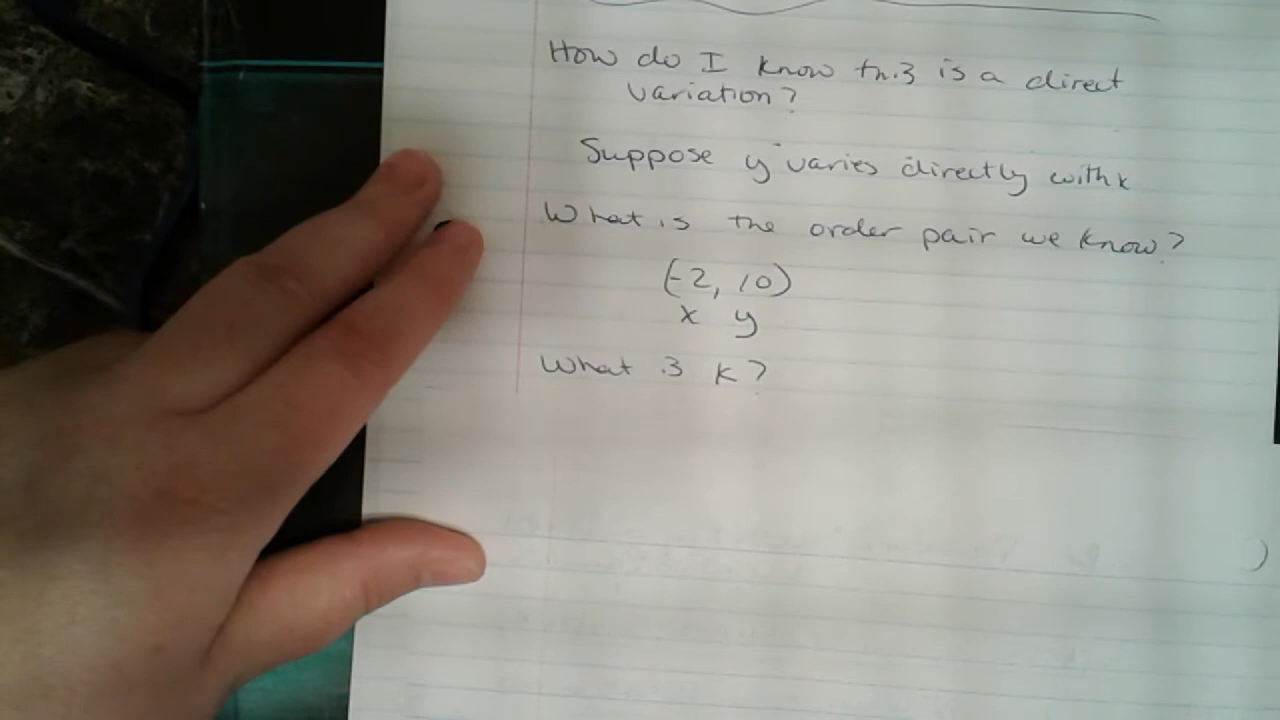 How do I know this is a direct
variation?
Suppose y varies directly with x
What is the order pair we know?
(-2, 10)
x y
What is k?
)